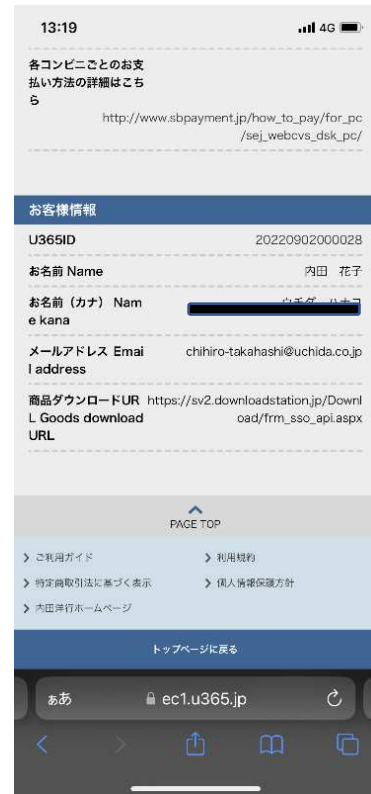 13:19 4G
各コンビニごとのお支
払い方法の詳細はこち
ら
http://www.sbpayment.jp/how_to_pay/for_pc
/sej_webcvs_dsk_pc/
お客様情報
U365ID 20220902000028
お名前 Name 内田 花子
お名前（カナ） Nam
e kana
メールアドレス Emai chihiro-takahashi@uchida.co.jp
l address
商品ダウンロードUR https://sv2.downloadstation.jp/Downl
L Goods download oad/frm_sso_api.aspx
URL
PAGE TOP
ご利用ガイド 利用規約
特定商取引法に基づく表示 個人情報保護方針
内田洋行ホームページ
トップページに戻る
ぁあ ec1.u365.jp